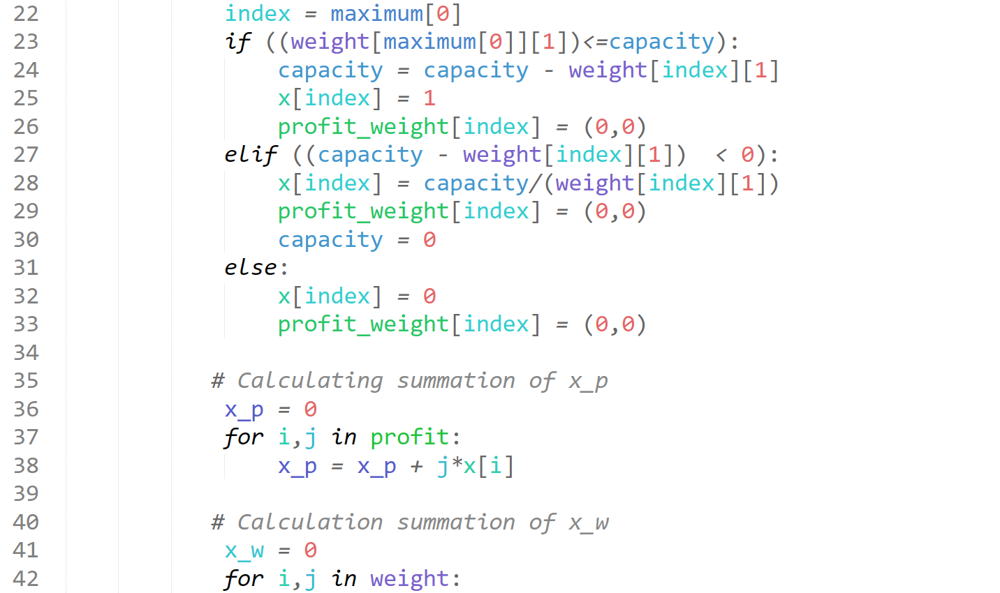 22 index = maximum[0]
23 if ((weight[maximum[0]][1])<=capacity):
24 capacity = capacity - weight[index][1]
25 x[index] = 1
26 profit_weight[index] = (0,0)
27 elif ((capacity - weight[index][1])  < 0):
28 x[index] = capacity/(weight[index][1])
29 profit_weight[index] = (0,0)
30 capacity = 0
31 else:
32 x[index] = 0
33 profit_weight[index] = (0,0)
34
35 # Calculating summation of x_p
36 x_p = 0
37 for i,j in profit:
38 x_p = x_p + j*x[i]
39
40 # Calculation summation of x_w
41 x_w = 0
42 for i,j in weight: